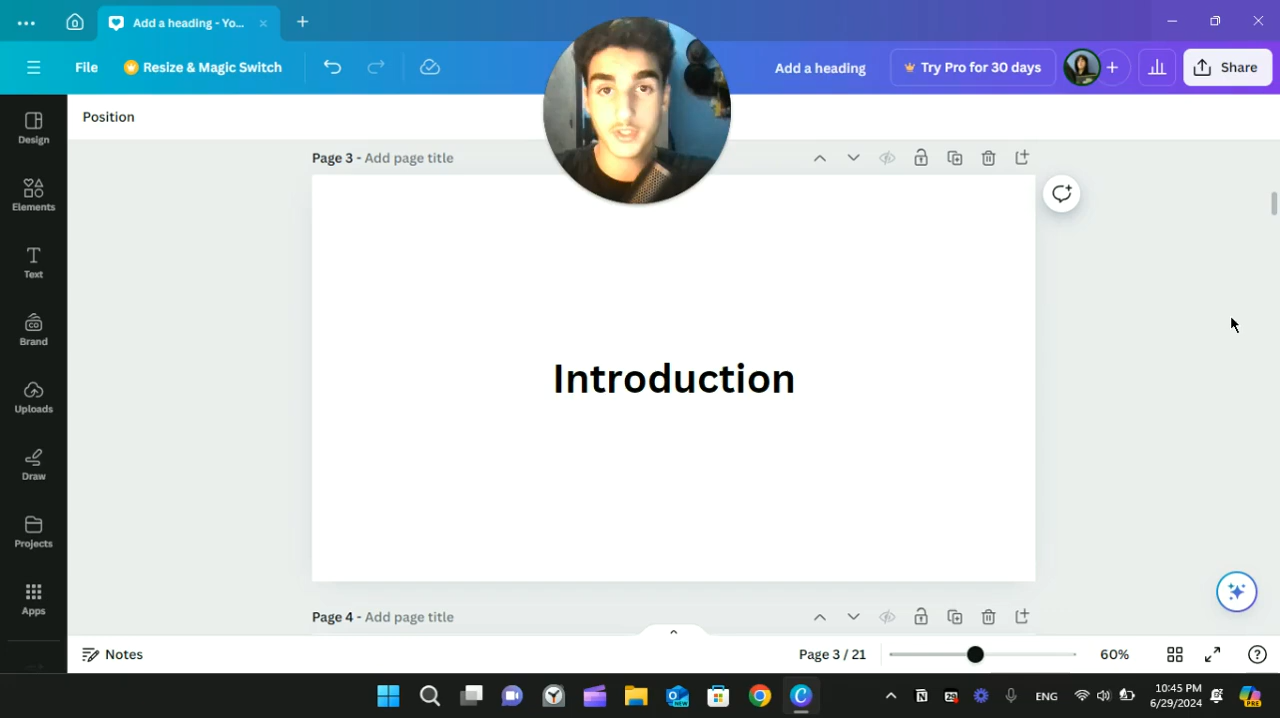 Add a heading - Yo...
File
Resize & Magic Switch
Add a heading
Try Pro for 30 days
Share
Position
Design
Elements
Text
Brand
Uploads
Draw
Projects
Apps
Page 3 - Add page title
Introduction
Page 4 - Add page title
Notes
Page 3 / 21
60%
ENG
10:45 PM
6/29/2024